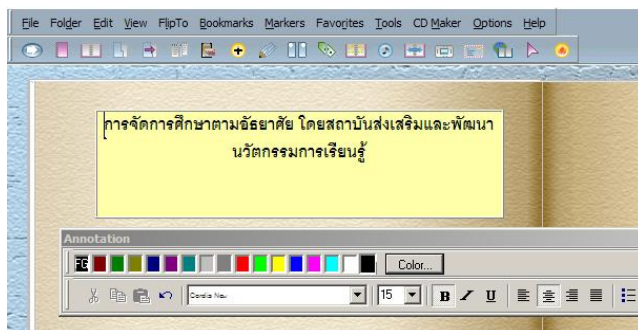 File Folder Edit View FlipTo Bookmarks Markers Favorites Tools CD Maker Options Help
การจัดการศึกษาตามอัธยาศัย โดยสถาบันส่งเสริมและพัฒนา
นวัตกรรมการเรียนรู้
Annotation
FG Color...
Cordia New 15 B I U